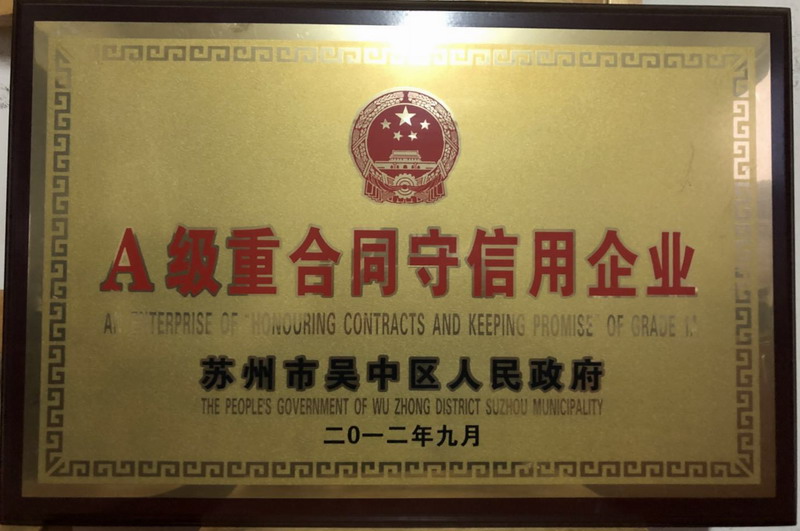 A级重合同守信用企业
AN ENTERPRISE OF "HONOURING CONTRACTS AND KEEPING PROMISE" OF GRADE
苏州市吴中区人民政府
THE PEOPLE'S GOVERNMENT OF WU ZHONG DISTRICT SUZHOU MUNICIPALITY
二0一二年九月